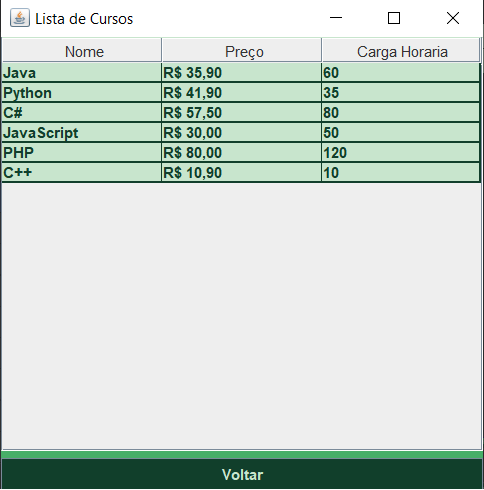 Lista de Cursos
Nome Preço Carga Horaria
Java R$ 35,90 60
Python R$ 41,90 35
C# R$ 57,50 80
JavaScript R$ 30,00 50
PHP R$ 80,00 120
C++ R$ 10,90 10
Voltar